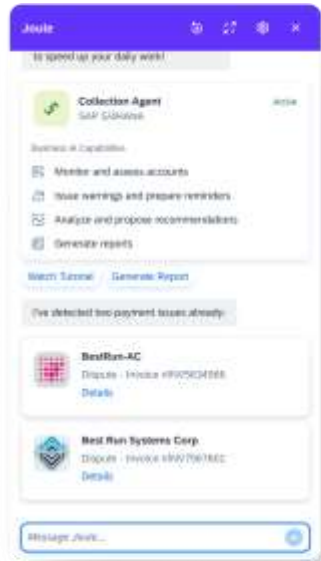 Joule
to speed up your daily work!
Collection Agent
Active
SAP S/4HANA
Business AI Capabilities
Monitor and assess accounts
Issue warnings and prepare reminders
Analyze and propose recommendations
Generate reports
Watch Tutorial / Generate Report
I've detected two payment issues already.
BestRun-AC
Dispute - Invoice
Details
Best Run Systems Corp
Dispute - Invoice
Details
Message Joule...